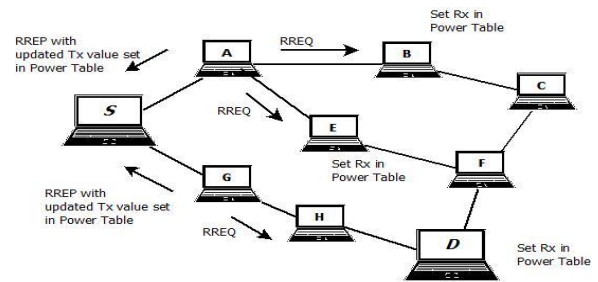 Set Rx in
Power Table
RREP with
updated Tx value set
in Power Table
A
RREQ
B
C
S
RREQ
E
Set Rx in
Power Table
F
RREP with
updated Tx value set
in Power Table
G
RREQ
H
D
Set Rx in
Power Table